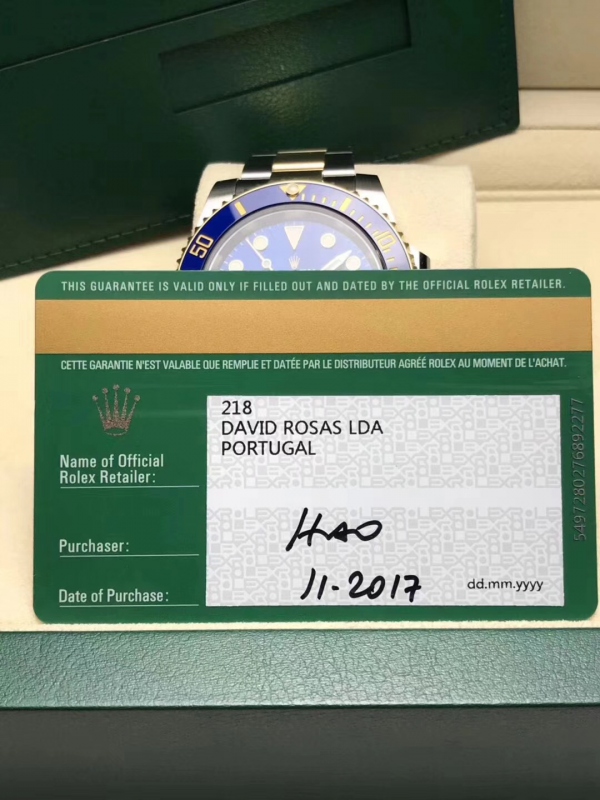 50
THIS GUARANTEE IS VALID ONLY IF FILLED OUT AND DATED BY THE OFFICIAL ROLEX RETAILER.
CETTE GARANTIE N'EST VALABLE QUE REMPLIE ET DATÉE PAR LE DISTRIBUTEUR AGRÉÉ ROLEX AU MOMENT DE L'ACHAT.
218
DAVID ROSAS LDA
PORTUGAL
Name of Official
Rolex Retailer:
5497280276892277
Purchaser:
HAO
Date of Purchase:
11-2017
dd.mm.yyyy